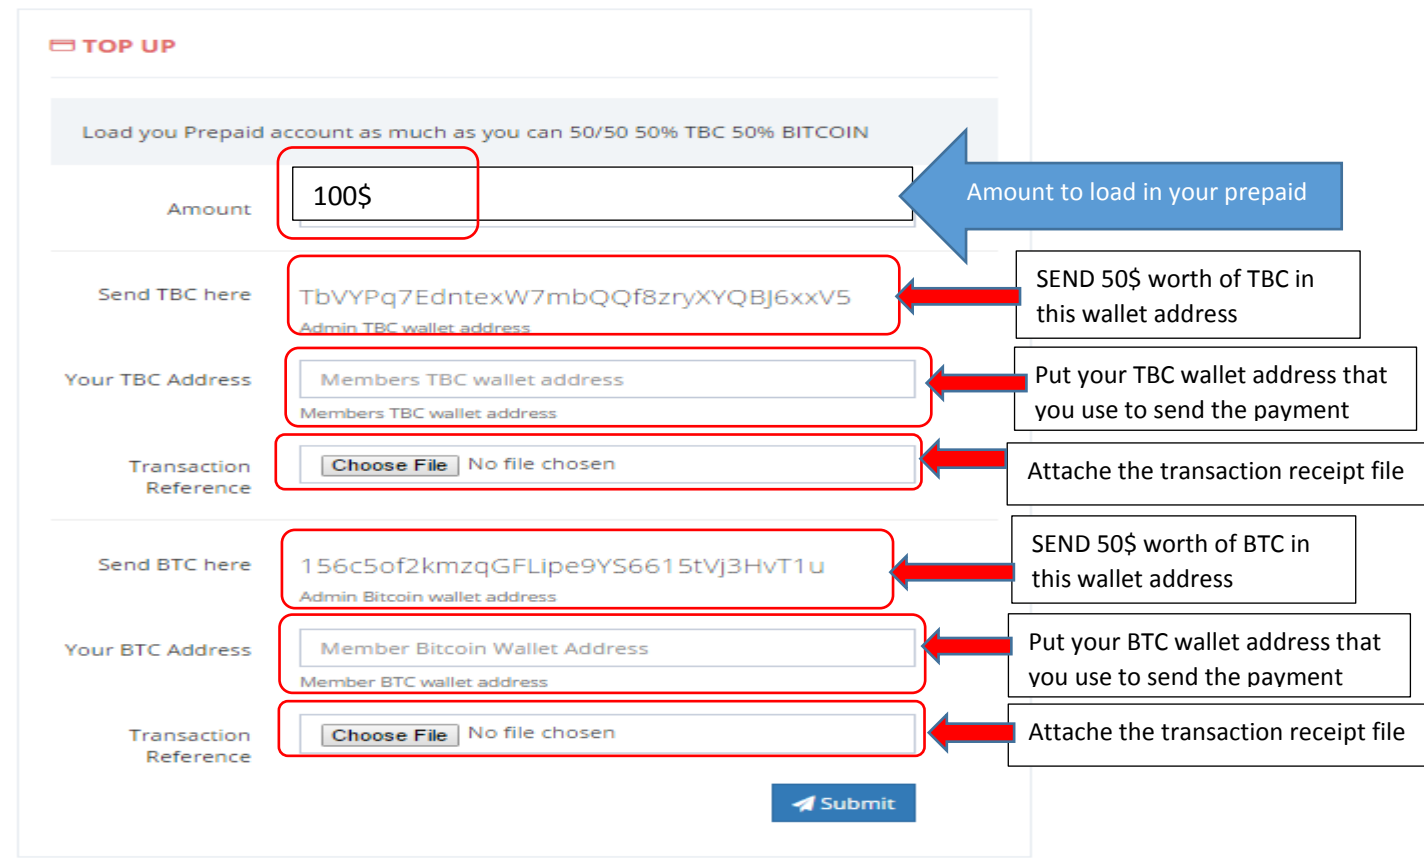 TOP UP
Load you Prepaid account as much as you can 50/50 50% TBC 50% BITCOIN
Amount
100$
Amount to load in your prepaid
Send TBC here
TbVYPq7EdntexW7mbQQf8zryXYQBJ6xxV5
Admin TBC wallet address
SEND 50$ worth of TBC in
this wallet address
Your TBC Address
Members TBC wallet address
Members TBC wallet address
Put your TBC wallet address that
you use to send the payment
Transaction
Reference
Choose File No file chosen
Attache the transaction receipt file
Send BTC here
156c5of2kmzqGFLipe9YS6615tVj3HvT1u
Admin Bitcoin wallet address
SEND 50$ worth of BTC in
this wallet address
Your BTC Address
Member Bitcoin Wallet Address
Member BTC wallet address
Put your BTC wallet address that
you use to send the payment
Transaction
Reference
Choose File No file chosen
Attache the transaction receipt file
Submit